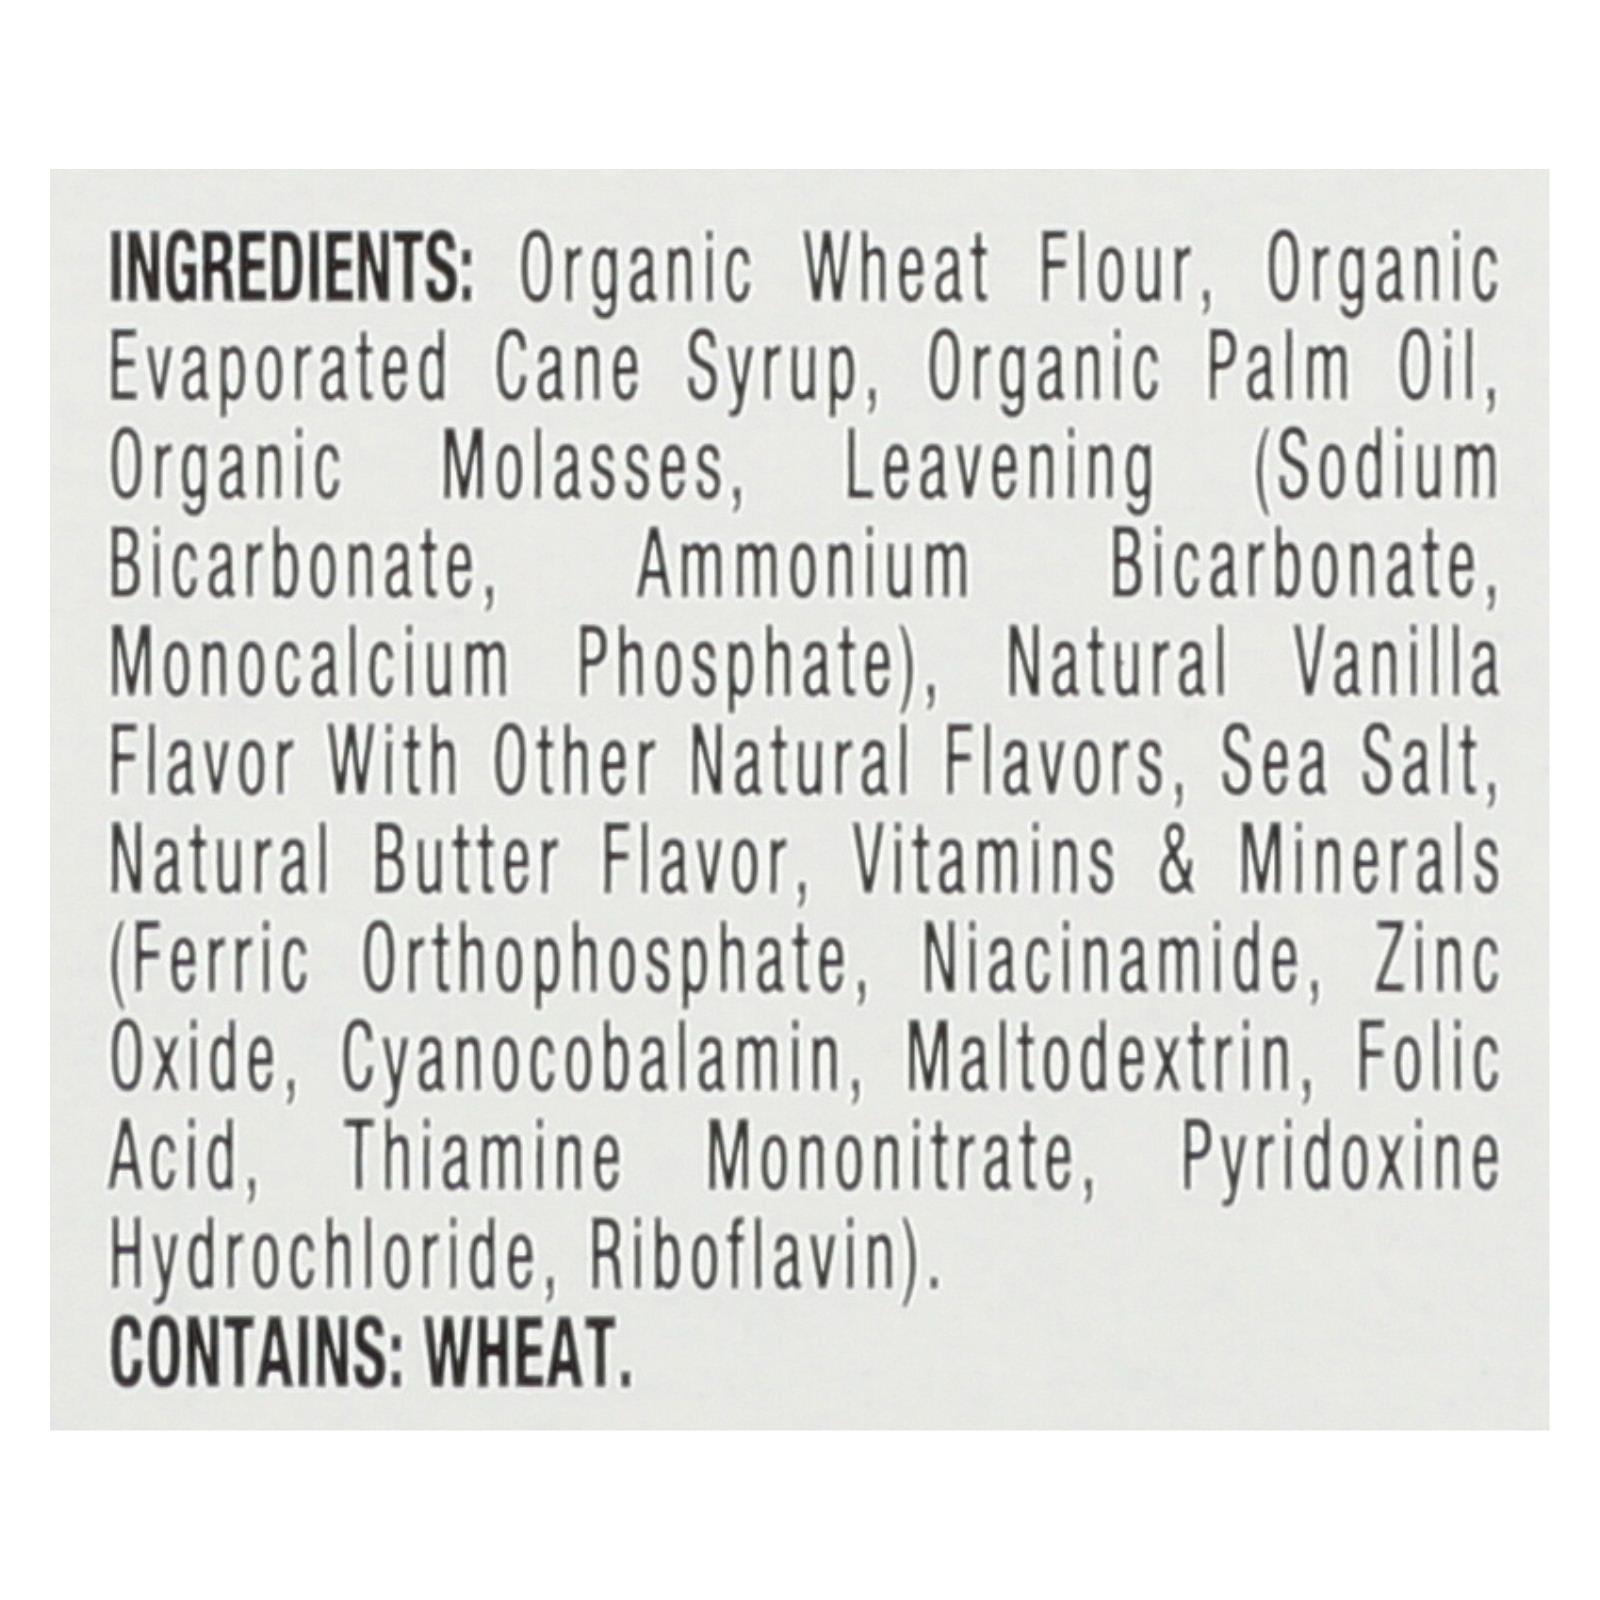 INGREDIENTS: Organic Wheat Flour, Organic
Evaporated Cane Syrup, Organic Palm Oil,
Organic Molasses, Leavening (Sodium
Bicarbonate, Ammonium Bicarbonate,
Monocalcium Phosphate), Natural Vanilla
Flavor With Other Natural Flavors, Sea Salt,
Natural Butter Flavor, Vitamins & Minerals
(Ferric Orthophosphate, Niacinamide, Zinc
Oxide, Cyanocobalamin, Maltodextrin, Folic
Acid, Thiamine Mononitrate, Pyridoxine
Hydrochloride, Riboflavin).
CONTAINS: WHEAT.